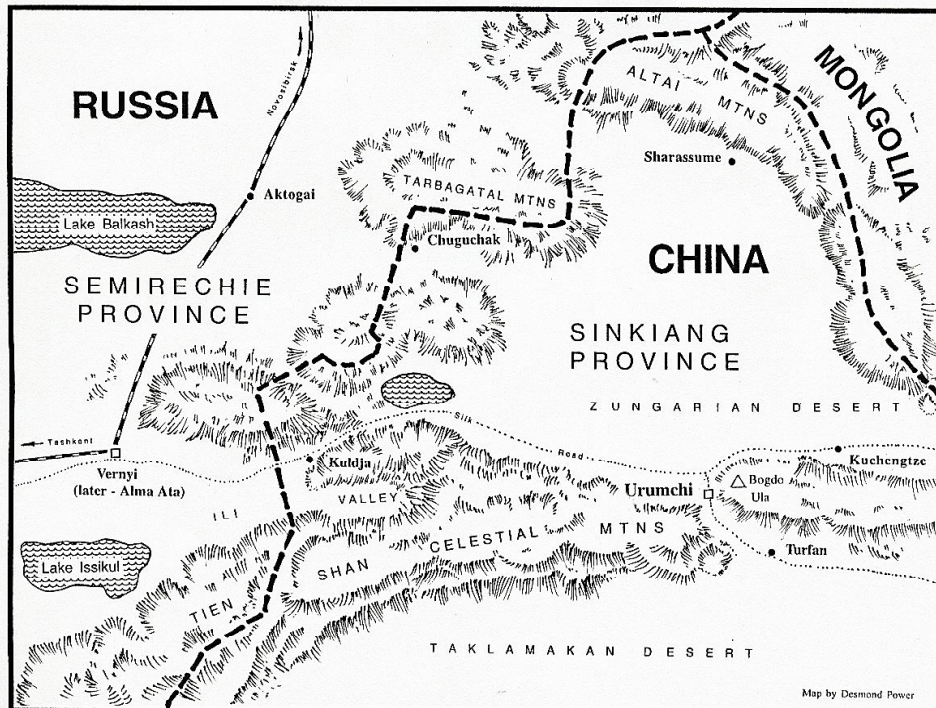 RUSSIA
Novosibirsk
Aktogai
Lake Balkash
SEMIRECHIE
PROVINCE
Tashkent
Vernyi
(later - Alma Ata)
Lake Issikul
TARBAGATAL MTNS
Chuguchak
ALTAI
MTNS
MONGOLIA
Sharassume
CHINA
SINKIANG
PROVINCE
ZUNGARIAN DESERT
Silk
Road
Kuldja
ILI
VALLEY
Urumchi
Bogdo
Ula
Kuchengtze
Turfan
TIEN
SHAN
CELESTIAL
MTNS
TAKLAMAKAN DESERT
Map by Desmond Power